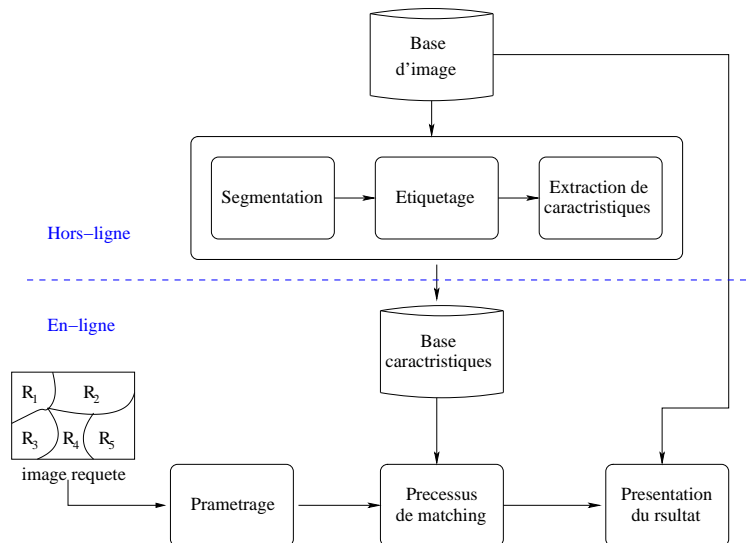 Base
d'image
Segmentation
Etiquetage
Extraction de
caractristiques
Hors-ligne
En-ligne
Base
caractristiques
R1
R2
R3
R4
R5
image requete
Prametrage
Precessus
de matching
Presentation
du rsultat